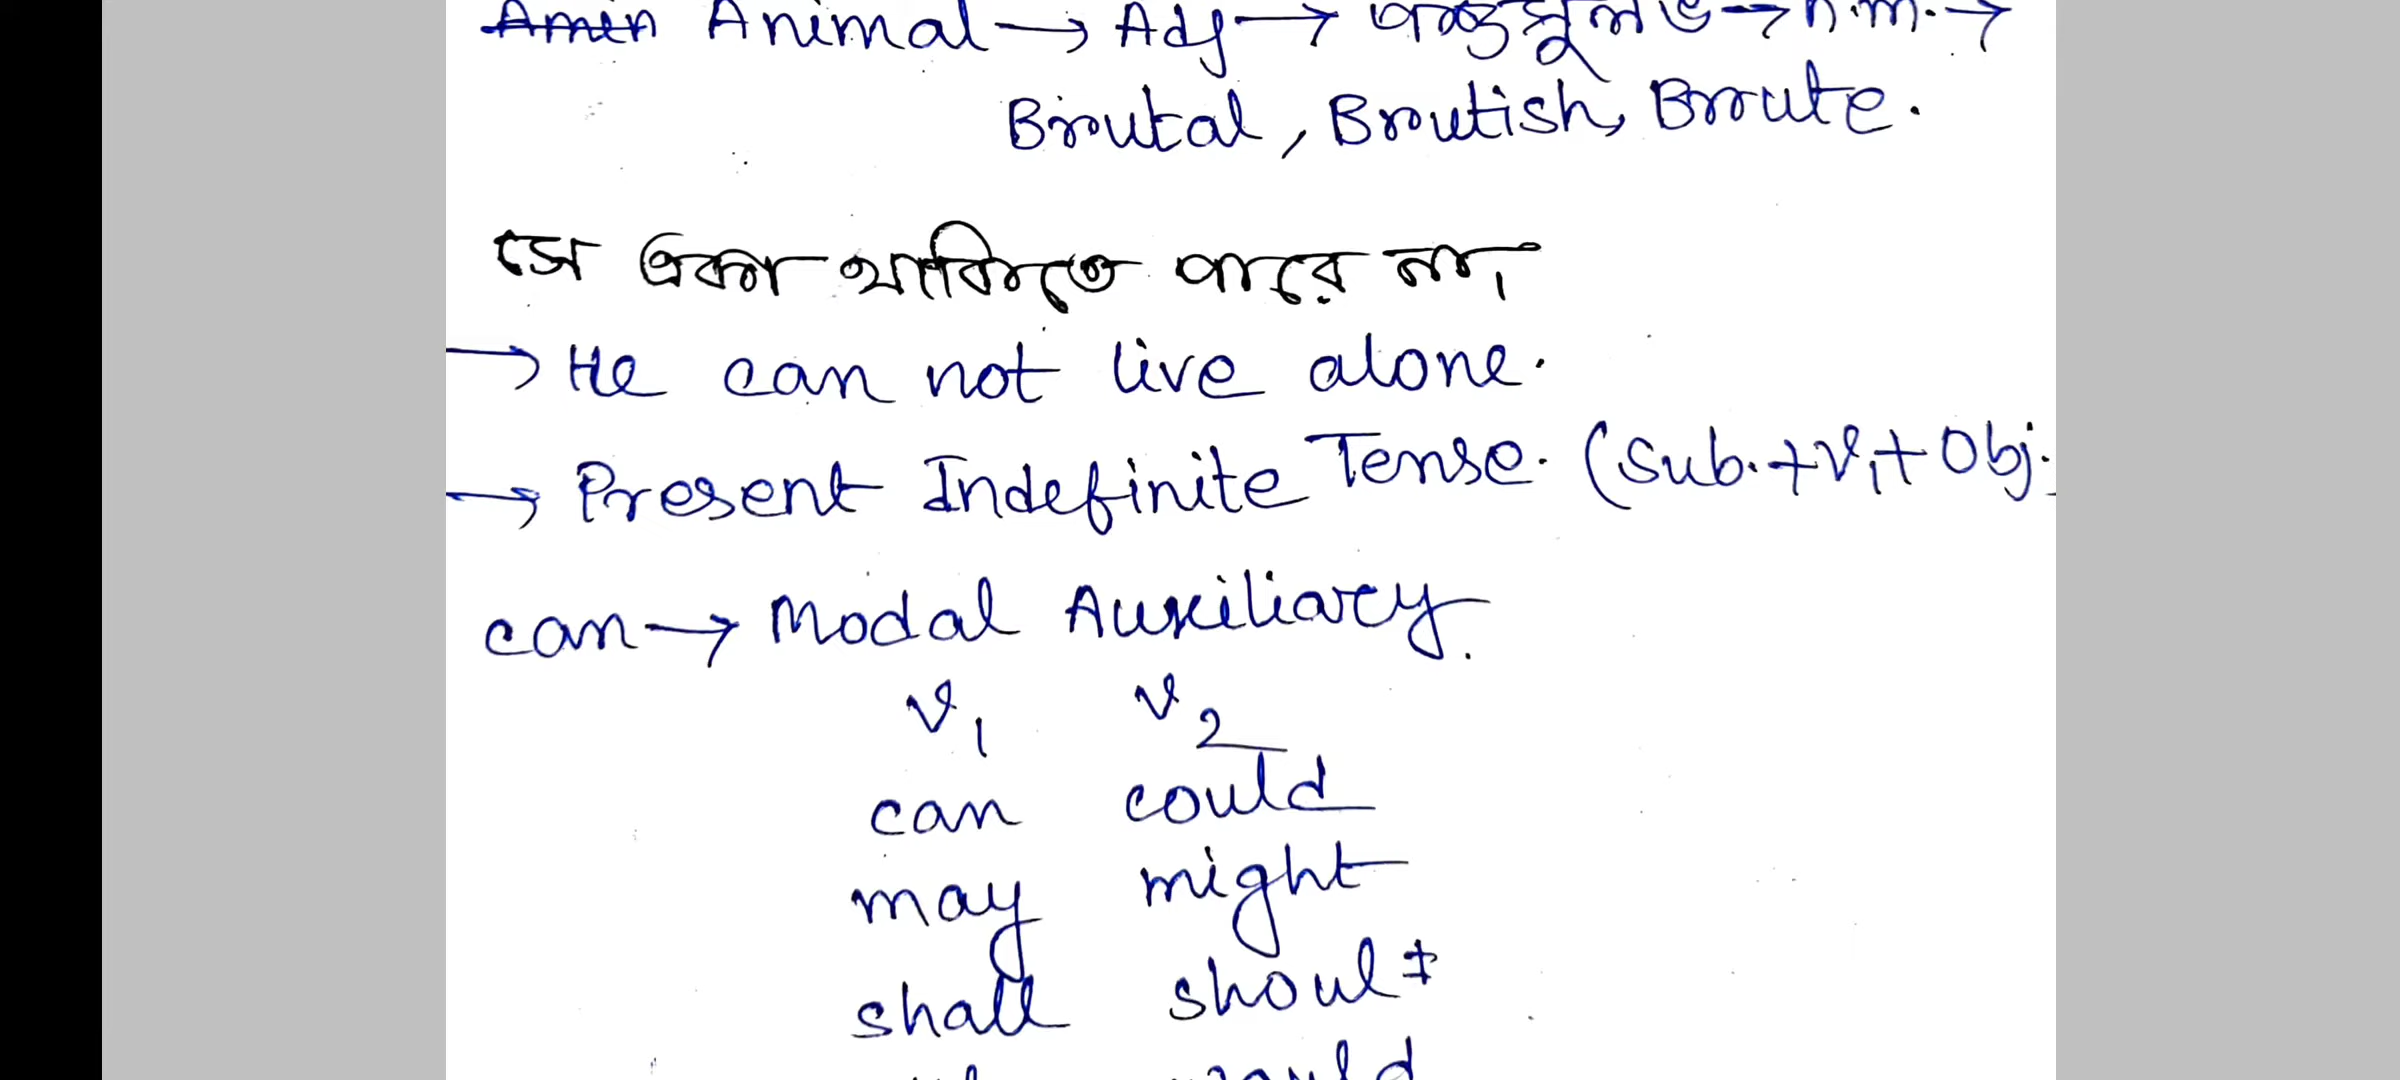 Animal → Adj → পশুসুলভ → n.m. →
Brutal, Brutish, Brute.
সে একা থাকিতে পারে না।
→ He can not live alone.
→ Present Indefinite Tense. (Sub. + V1 + Obj.
can → Modal Auxiliary.
V1 V2
can could
may might
shall should
would